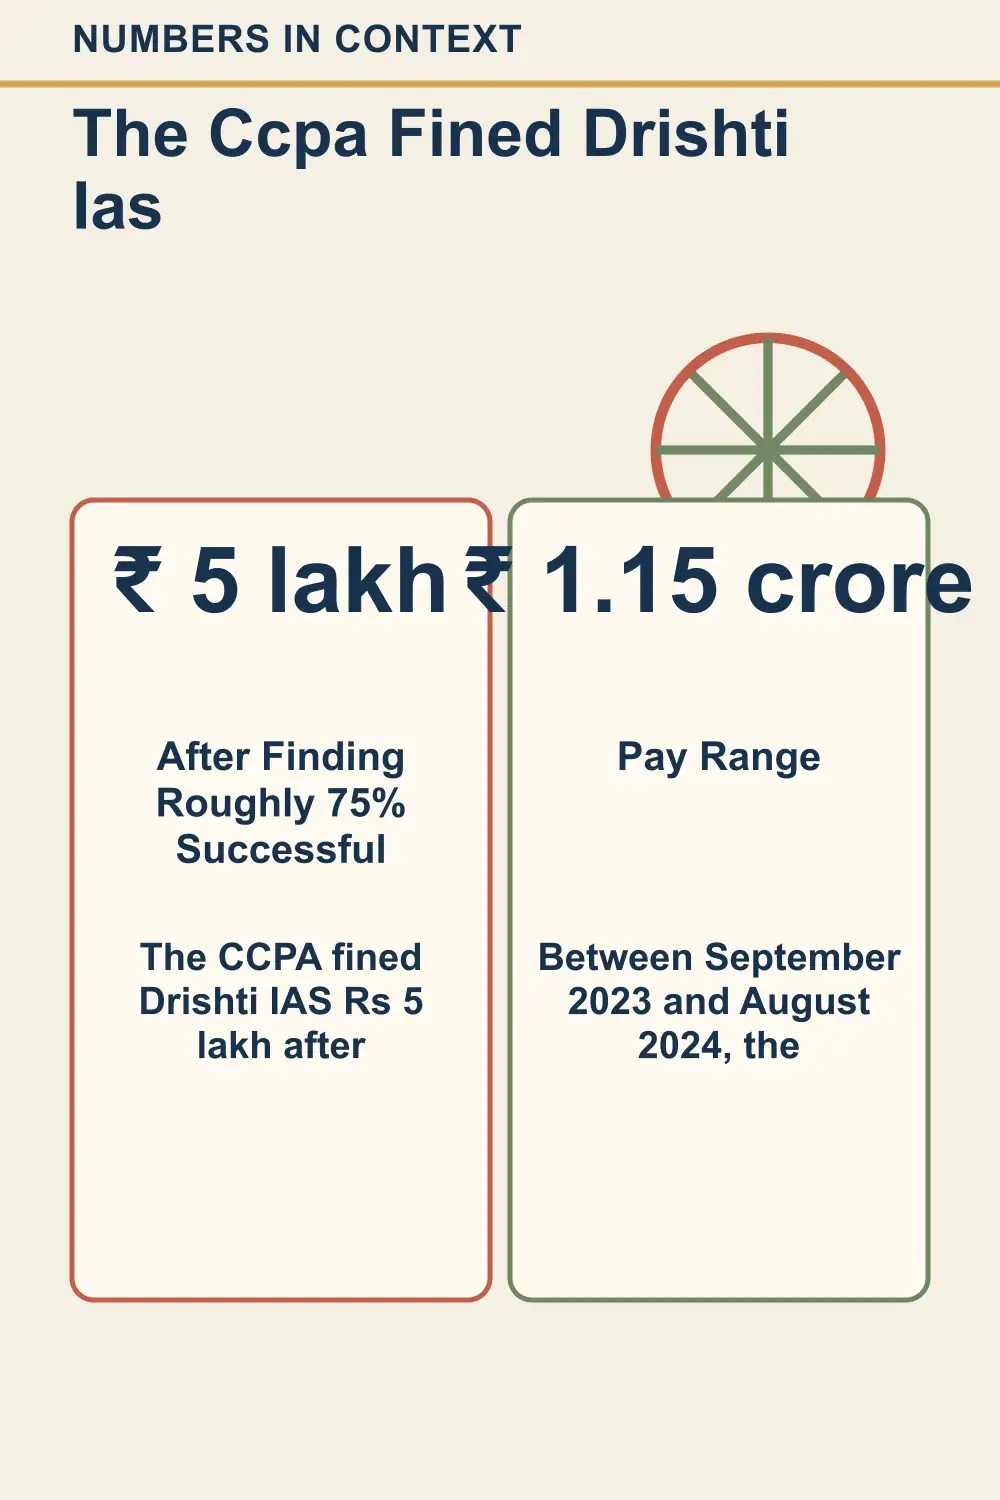 NUMBERS IN CONTEXT
The Ccpa Fined Drishti
Ias
₹ 5 lakh
After Finding
Roughly 75%
Successful
The CCPA fined
Drishti IAS Rs 5
lakh after
₹ 1.15 crore
Pay Range
Between September
2023 and August
2024, the